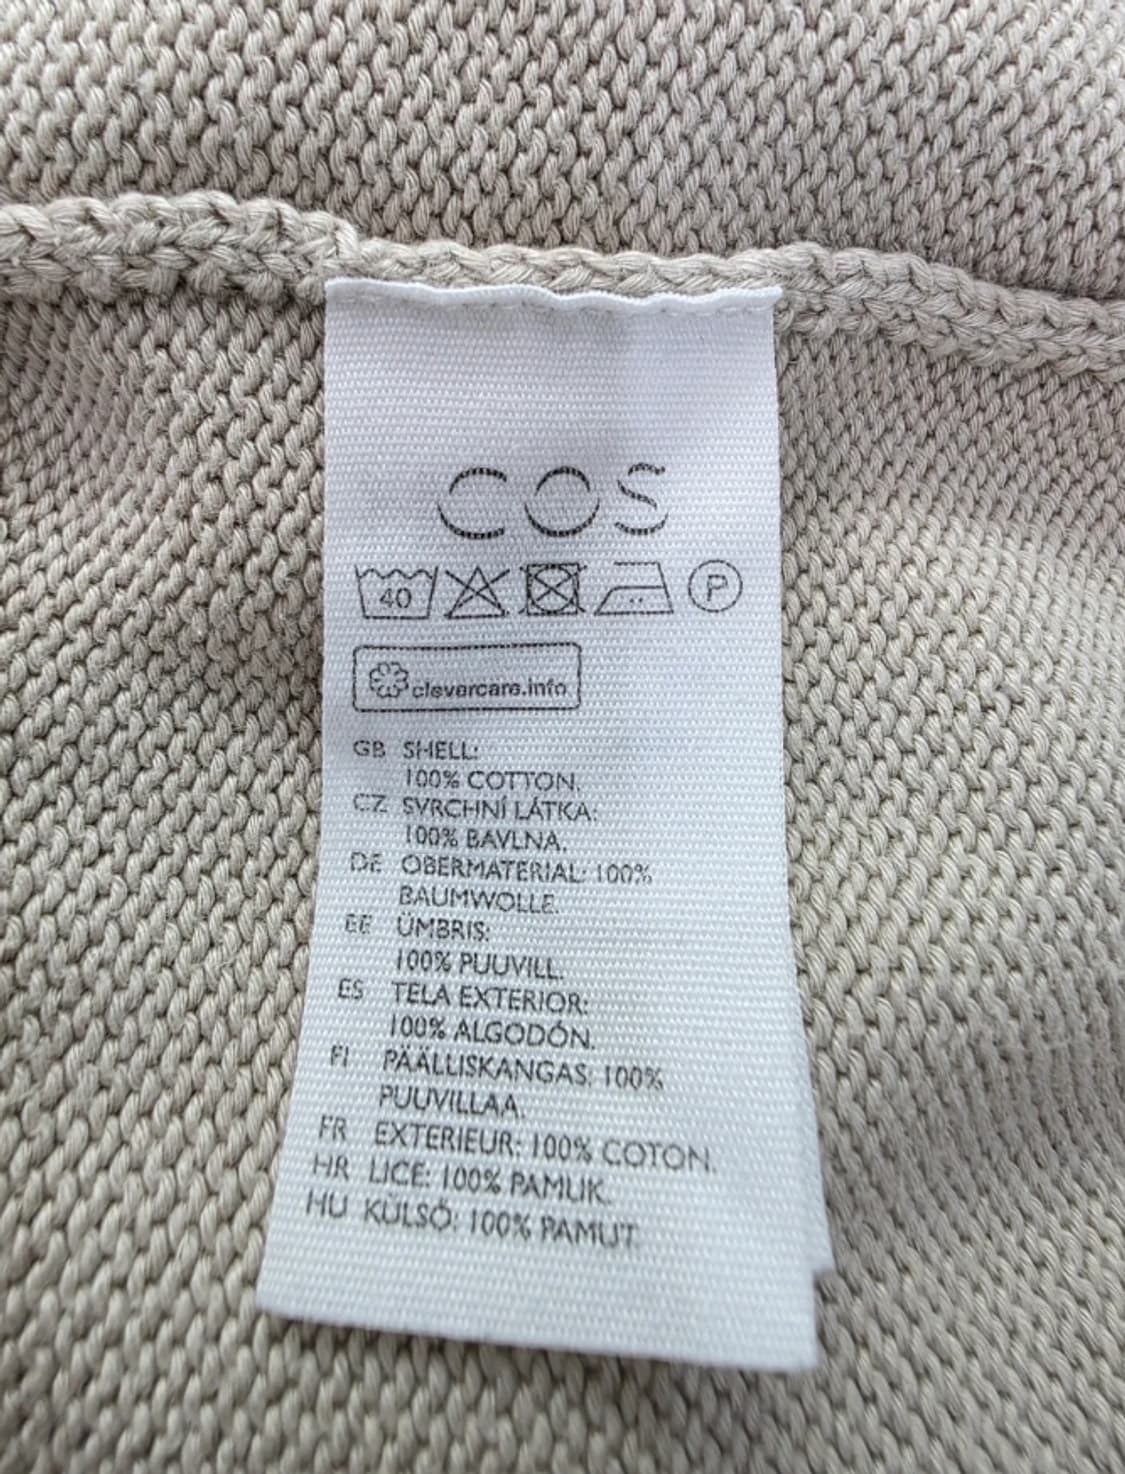 COS
40 P
clevercare.info
GB SHELL:
100% COTTON.
CZ SVRCHNÍ LÁTKA:
100% BAVLNA.
DE OBERMATERIAL: 100%
BAUMWOLLE.
EE ÜMBRIS:
100% PUUVILL.
ES TELA EXTERIOR:
100% ALGODÓN.
FI PÄÄLLISKANGAS: 100%
PUUVILLAA.
FR EXTERIEUR: 100% COTON.
HR LICE: 100% PAMUK.
HU KÜLSŐ: 100% PAMUT.